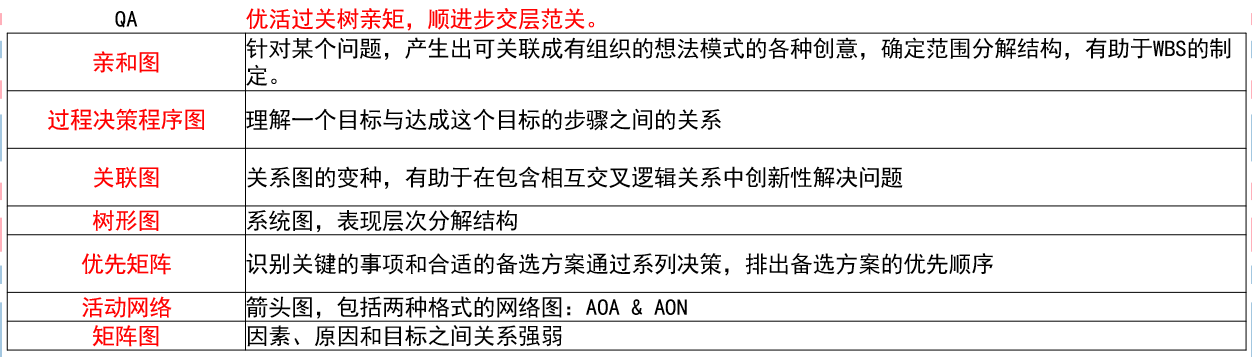 QA 优活过关树亲矩，顺进步交层范关。
亲和图 针对某个问题，产生出可关联成有组织的想法模式的各种创意，确定范围分解结构，有助于WBS的制
定。
过程决策程序图 理解一个目标与达成这个目标的步骤之间的关系
关联图 关系图的变种，有助于在包含相互交叉逻辑关系中创新性解决问题
树形图 系统图，表现层次分解结构
优先矩阵 识别关键的事项和合适的备选方案通过系列决策，排出备选方案的优先顺序
活动网络 箭头图，包括两种格式的网络图：AOA & AON
矩阵图 因素、原因和目标之间关系强弱